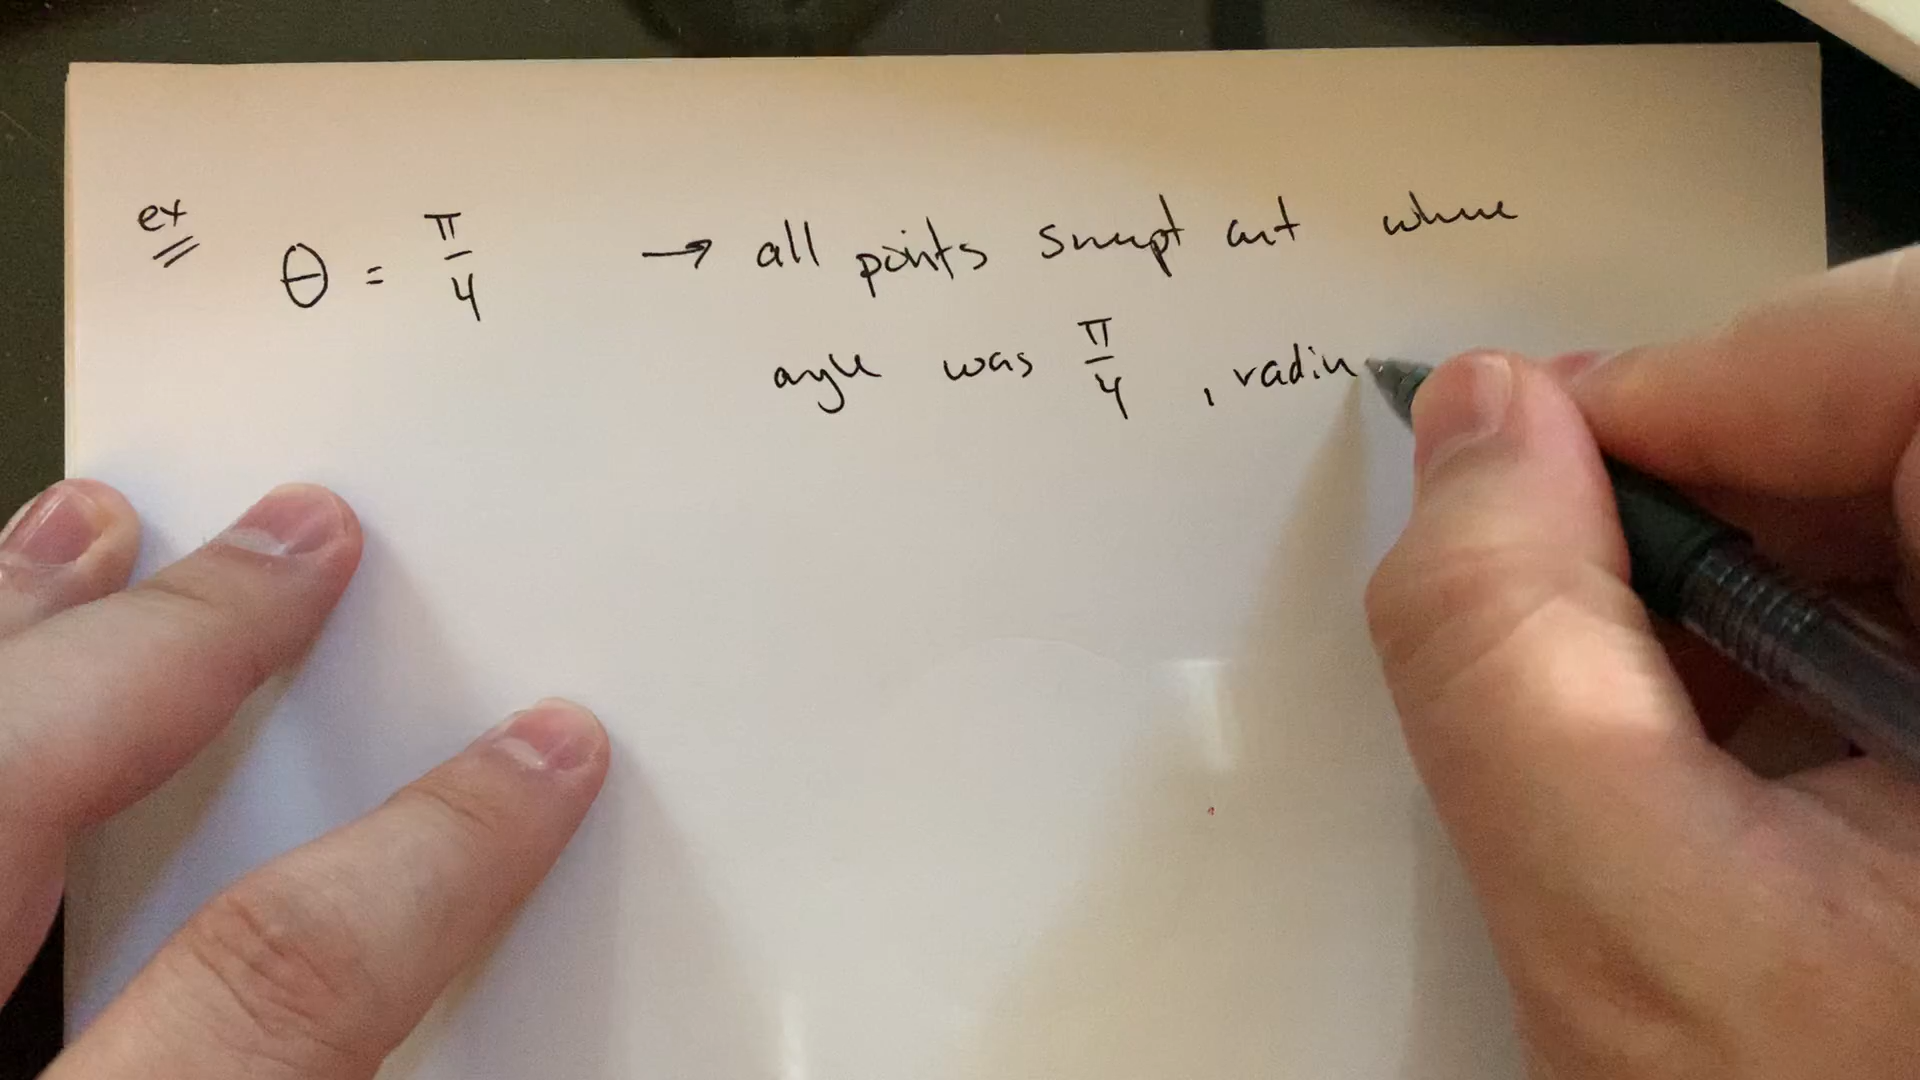 ex θ = π/4 → all points swept out where
angle was π/4 , radiu